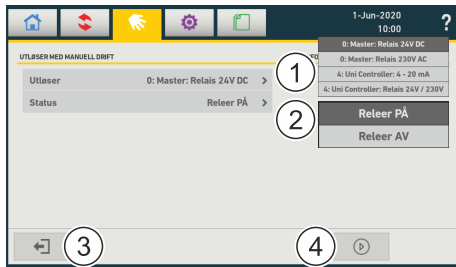 1-Jun-2020
10:00
?
UTLØSER MED MANUELL DRIFT
0: Master: Relais 24V DC
0: Master: Relais 230V AC
4: Uni Controller: 4 - 20 mA
4: Uni Controller: Relais 24V / 230V
1
Utløser 0: Master: Relais 24V DC >
Status Releer PÅ >
2
Releer PÅ
Releer AV
3
4